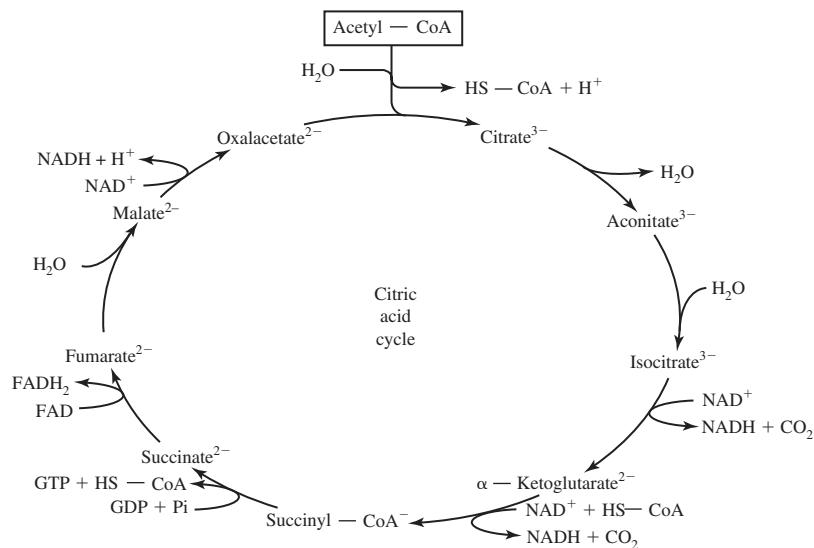 Acetyl — CoA
H₂O
HS — CoA + H⁺
Oxalacetate²⁻
Citrate³⁻
NADH + H⁺
NAD⁺
H₂O
Malate²⁻
Aconitate³⁻
H₂O
H₂O
Citric
acid
cycle
Fumarate²⁻
Isocitrate³⁻
FADH₂
FAD
NAD⁺
NADH + CO₂
Succinate²⁻
GTP + HS — CoA
GDP + Pi
α — Ketoglutarate²⁻
NAD⁺ + HS— CoA
Succinyl — CoA⁻
NADH + CO₂